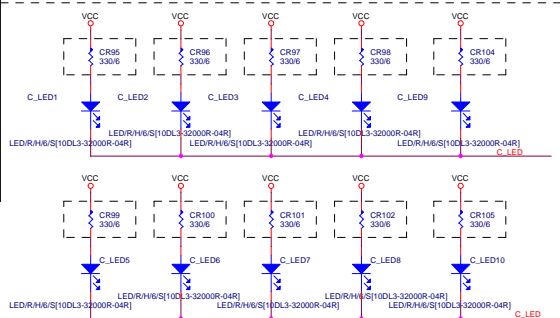 VCC VCC VCC VCC VCC
CR95 CR96 CR97 CR98 CR104
330/6 330/6 330/6 330/6 330/6
C_LED1 C_LED2 C_LED3 C_LED4 C_LED9
LED/R/H/6/S[10DL3-32000R-04R] LED/R/H/6/S[10DL3-32000R-04R]
LED/R/H/6/S[10DL3-32000R-04R] LED/R/H/6/S[10DL3-32000R-04R] LED/R/H/6/S[10DL3-32000R-04R]
C_LED
VCC VCC VCC VCC VCC
CR99 CR100 CR101 CR102 CR105
330/6 330/6 330/6 330/6 330/6
C_LED5 C_LED6 C_LED7 C_LED8 C_LED10
LED/R/H/6/S[10DL3-32000R-04R] LED/R/H/6/S[10DL3-32000R-04R]
LED/R/H/6/S[10DL3-32000R-04R] LED/R/H/6/S[10DL3-32000R-04R] LED/R/H/6/S[10DL3-32000R-04R]
C_LED